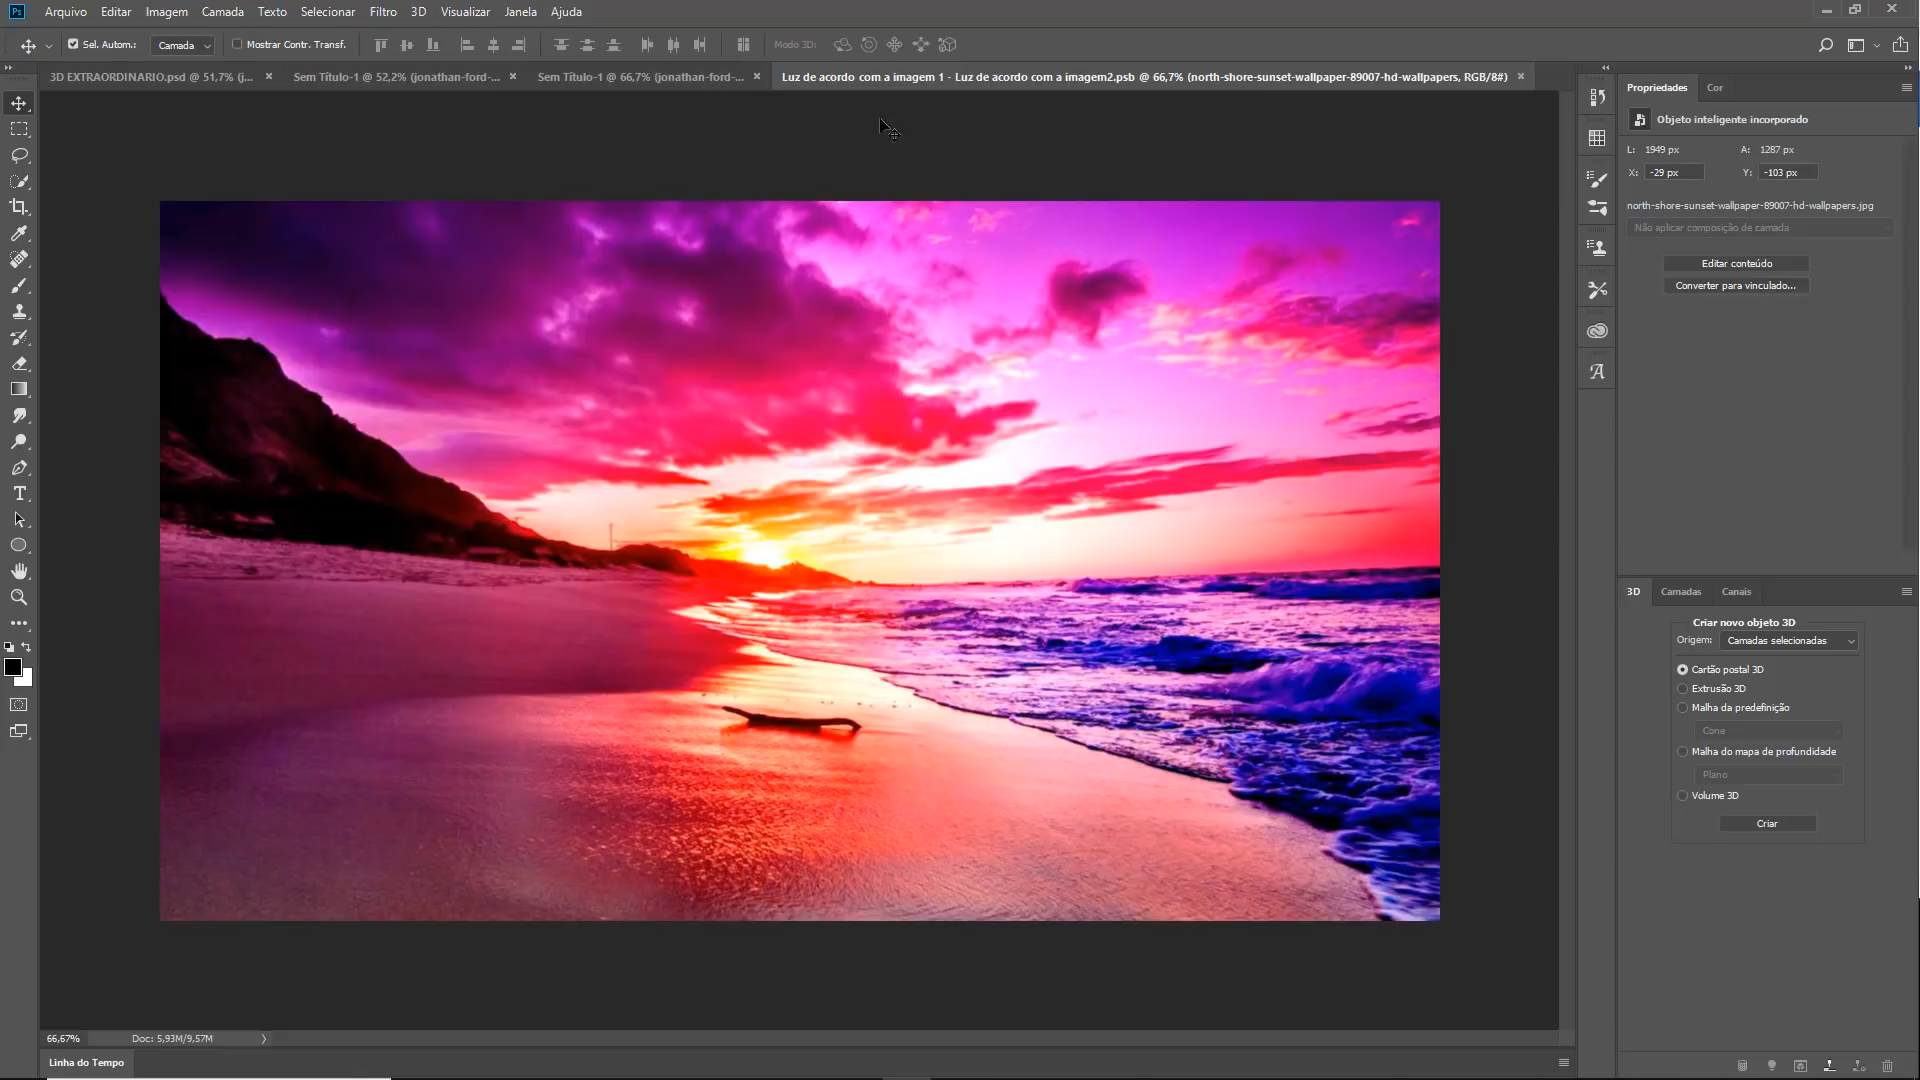 Ps Arquivo Editar Imagem Camada Texto Selecionar Filtro 3D Visualizar Janela Ajuda
Sel. Autom.: Camada Mostrar Contr. Transf. Modo 3D:
3D EXTRAORDINARIO.psd @ 51,7% (j... Sem Título-1 @ 52,2% (jonathan-ford-... Sem Título-1 @ 66,7% (jonathan-ford-... Luz de acordo com a imagem 1 - Luz de acordo com a imagem2.psb @ 66,7% (north-shore-sunset-wallpaper-89007-hd-wallpapers, RGB/8#)
Propriedades Cor
Objeto inteligente incorporado
L: 1949 px A: 1287 px
X: -29 px Y: -103 px
north-shore-sunset-wallpaper-89007-hd-wallpapers.jpg
Não aplicar composição de camada
Editar conteúdo
Converter para vinculado...
3D Camadas Canais
Criar novo objeto 3D
Origem: Camadas selecionadas
Cartão postal 3D
Extrusão 3D
Malha da predefinição
Cone
Malha do mapa de profundidade
Plano
Volume 3D
Criar
66,67% Doc: 5,93M/9,57M
Linha do Tempo